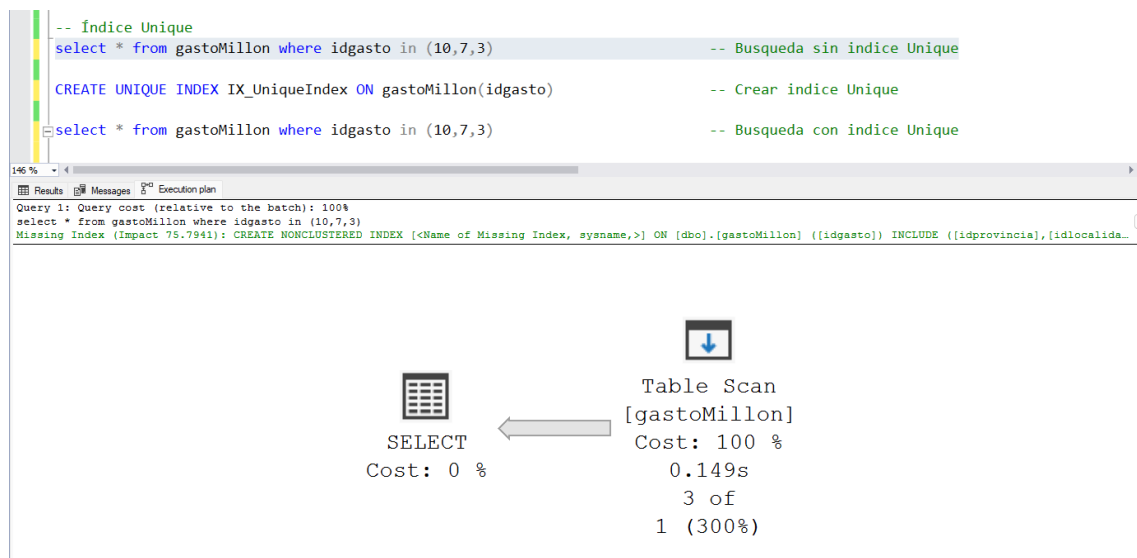 -- Índice Unique
select * from gastoMillon where idgasto in (10,7,3) -- Busqueda sin indice Unique
CREATE UNIQUE INDEX IX_UniqueIndex ON gastoMillon(idgasto) -- Crear indice Unique
select * from gastoMillon where idgasto in (10,7,3) -- Busqueda con indice Unique
146 %
Results Messages Execution plan
Query 1: Query cost (relative to the batch): 100%
select * from gastoMillon where idgasto in (10,7,3)
Missing Index (Impact 75.7941): CREATE NONCLUSTERED INDEX [<Name of Missing Index, sysname,>] ON [dbo].[gastoMillon] ([idgasto]) INCLUDE ([idprovincia],[idlocalida…
Table Scan
[gastoMillon]
Cost: 100 %
0.149s
3 of
1 (300%)
SELECT
Cost: 0 %